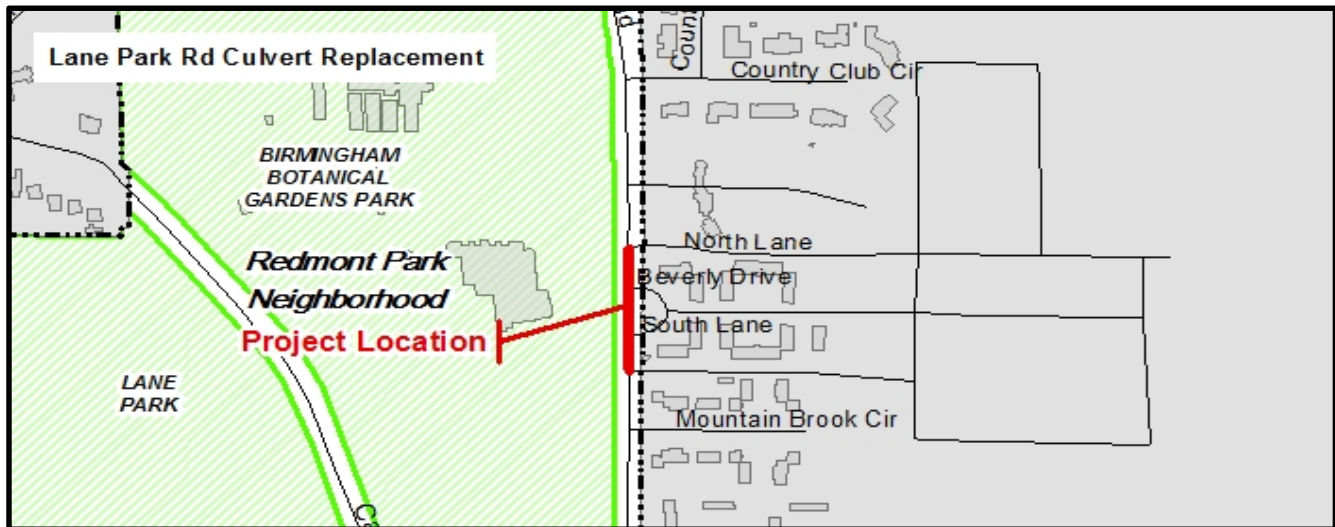 Lane Park Rd Culvert Replacement
Country Club Cir
BIRMINGHAM
BOTANICAL
GARDENS PARK
North Lane
Redmont Park
Neighborhood
Beverly Drive
Project Location
South Lane
LANE
PARK
Mountain Brook Cir